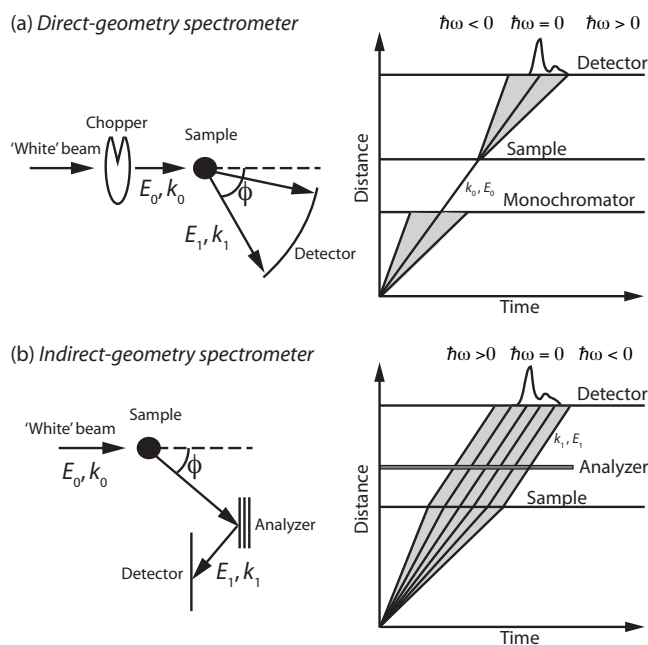 (a) Direct-geometry spectrometer
ħω < 0 ħω = 0 ħω > 0
Detector
Chopper
Sample
'White' beam
E₀, k₀
ϕ
E₁, k₁
Detector
Distance
Sample
k₀, E₀
Monochromator
Time
(b) Indirect-geometry spectrometer
ħω >0 ħω = 0 ħω < 0
Detector
Sample
'White' beam
E₀, k₀
ϕ
Analyzer
Detector
E₁, k₁
Distance
k₁, E₁
Analyzer
Sample
Time